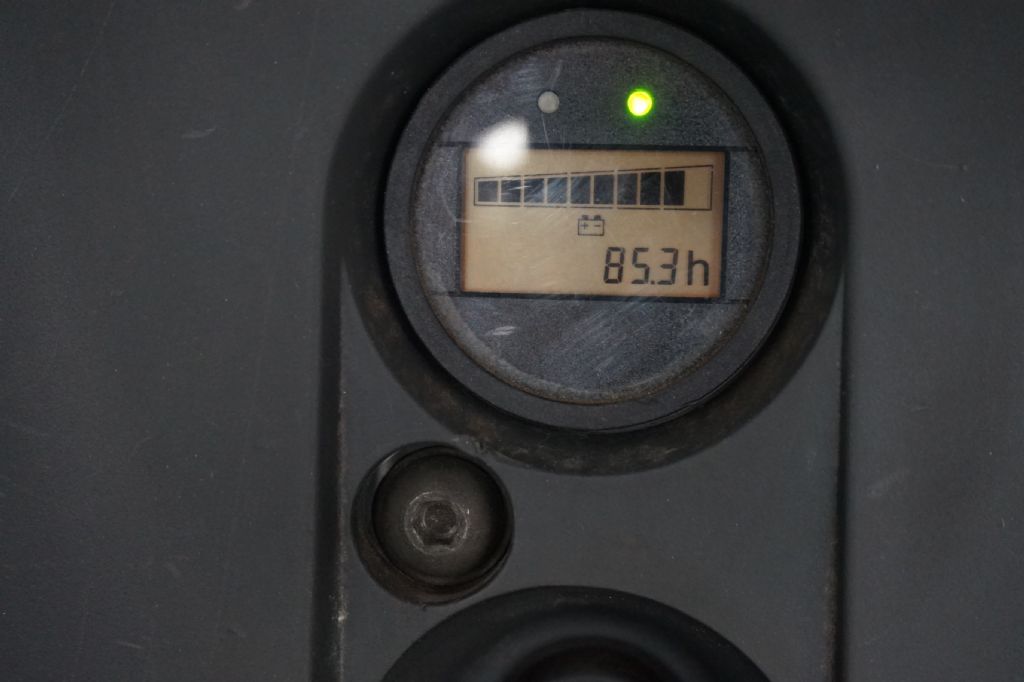 + -
85.3h